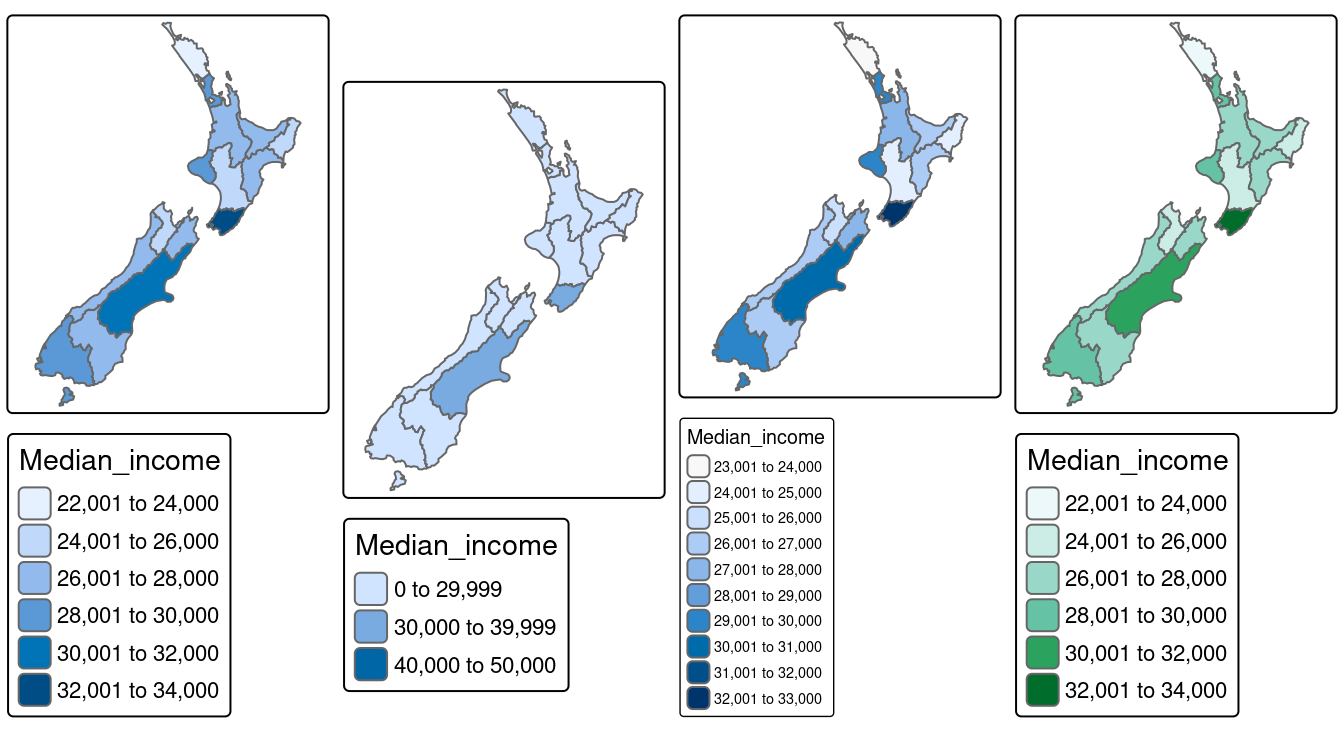 Median_income
22,001 to 24,000
24,001 to 26,000
26,001 to 28,000
28,001 to 30,000
30,001 to 32,000
32,001 to 34,000
Median_income
0 to 29,999
30,000 to 39,999
40,000 to 50,000
Median_income
23,001 to 24,000
24,001 to 25,000
25,001 to 26,000
26,001 to 27,000
27,001 to 28,000
28,001 to 29,000
29,001 to 30,000
30,001 to 31,000
31,001 to 32,000
32,001 to 33,000
Median_income
22,001 to 24,000
24,001 to 26,000
26,001 to 28,000
28,001 to 30,000
30,001 to 32,000
32,001 to 34,000